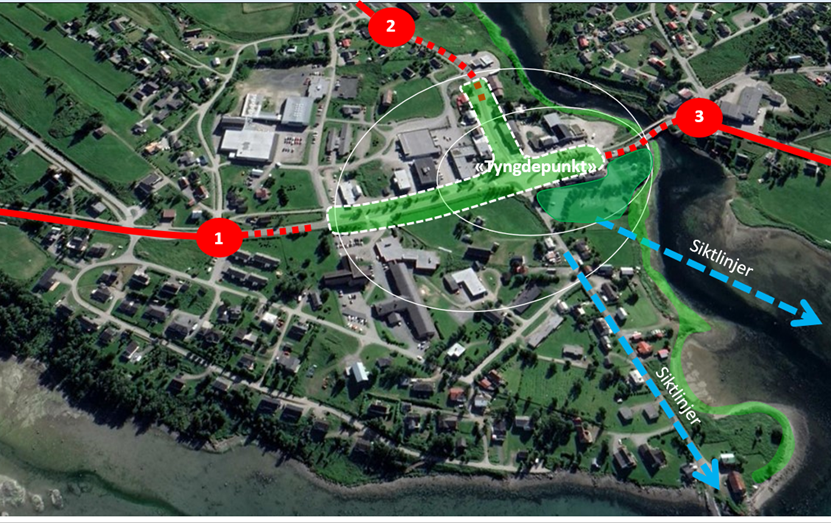 2
3
«Tyngdepunkt»
1
Siktlinjer
Siktlinjer